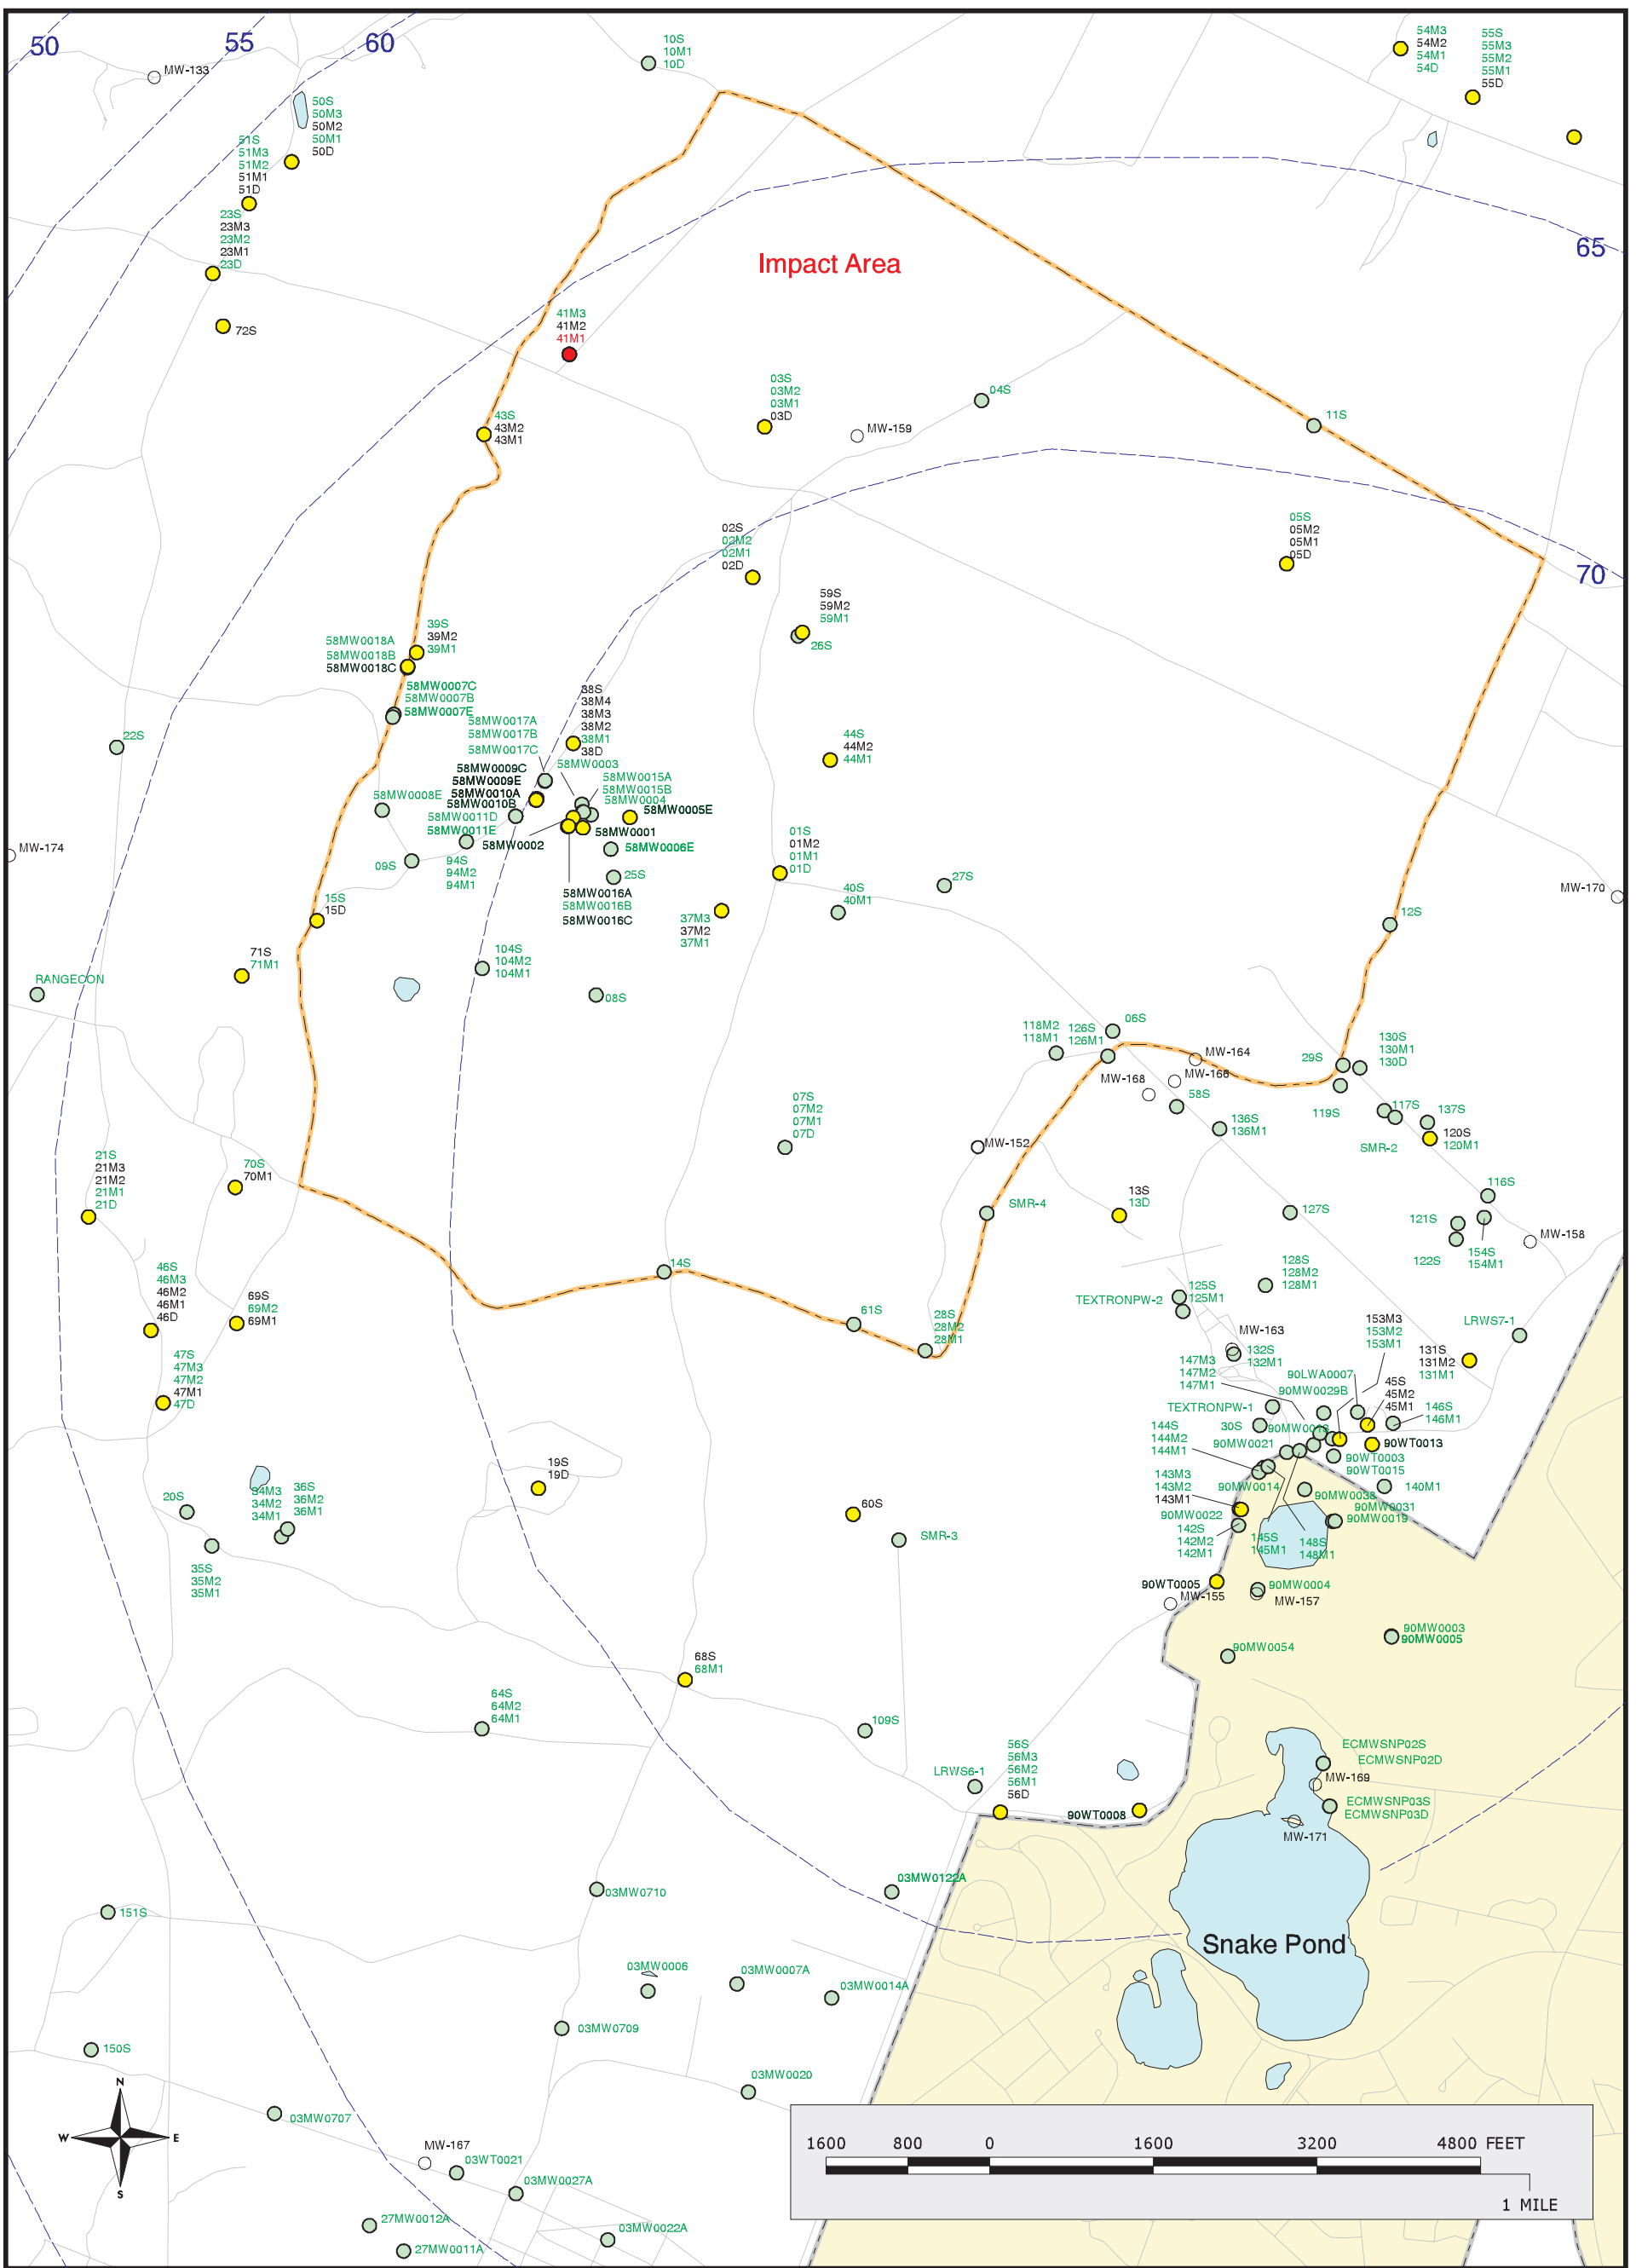 50
55
60
MW-133
10S
10M1
10D
54M3
54M2
54M1
54D
55S
55M3
55M2
55M1
55D
50S
50M3
50M2
50M1
50D
51S
51M3
51M2
51M1
51D
23S
23M3
23M2
23M1
23D
72S
Impact Area
65
41M3
41M2
41M1
03S
03M2
03M1
03D
04S
MW-159
11S
43S
43M2
43M1
02S
02M2
02M1
02D
05S
05M2
05M1
05D
70
59S
59M2
59M1
26S
39S
39M2
39M1
58MW0018A
58MW0018B
58MW0018C
58MW0007C
58MW0007B
58MW0007E
38S
38M4
38M3
38M2
38M1
38D
58MW0017A
58MW0017B
58MW0017C
22S
44S
44M2
44M1
58MW0003
58MW0009C
58MW0009E
58MW0010A
58MW0010B
58MW0011D
58MW0011E
58MW0008E
58MW0015A
58MW0015B
58MW0004
58MW0005E
58MW0001
58MW0002
58MW0006E
MW-174
09S
94S
94M2
94M1
25S
01S
01M2
01M1
01D
27S
40S
40M1
MW-170
12S
58MW0016A
58MW0016B
58MW0016C
15S
15D
37M3
37M2
37M1
71S
71M1
104S
104M2
104M1
RANGECON
08S
118M2
118M1
126S
126M1
06S
MW-164
MW-166
MW-168
58S
29S
130S
130M1
130D
119S
117S
137S
136S
136M1
120S
120M1
SMR-2
07S
07M2
07M1
07D
MW-152
21S
21M3
21M2
21M1
21D
70S
70M1
SMR-4
13S
13D
127S
116S
121S
122S
154S
154M1
MW-158
14S
128S
128M2
128M1
125S
125M1
TEXTRONPW-2
46S
46M3
46M2
46M1
46D
69S
69M2
69M1
61S
28S
28M2
28M1
MW-163
132S
132M1
LRWS7-1
153M3
153M2
153M1
131S
131M2
131M1
47S
47M3
47M2
47M1
47D
147M3
147M2
147M1
90LWA0007
90MW0029B
45S
45M2
45M1
146S
146M1
TEXTRONPW-1
30S
90MW0013
90MW0021
144S
144M2
144M1
90WT0013
90WT0003
90WT0015
140M1
19S
19D
143M3
143M2
143M1
90MW0014
90MW0038
90MW0031
90MW0019
90MW0022
142S
142M2
142M1
145S
145M1
148S
148M1
20S
34M3
34M2
34M1
36S
36M2
36M1
35S
35M2
35M1
60S
SMR-3
90WT0005
MW-155
90MW0004
MW-157
90MW0003
90MW0005
90MW0054
68S
68M1
64S
64M2
64M1
109S
56S
56M3
56M2
56M1
56D
LRWS6-1
90WT0008
ECMWSNP02S
ECMWSNP02D
MW-169
ECMWSNP03S
ECMWSNP03D
MW-171
03MW0710
03MW0122A
151S
Snake Pond
03MW0006
03MW0007A
03MW0014A
03MW0709
150S
03MW0020
03MW0707
N
W
E
S
MW-167
03WT0021
03MW0027A
27MW0012A
27MW0011A
03MW0022A
1600 800 0 1600 3200 4800 FEET
1 MILE